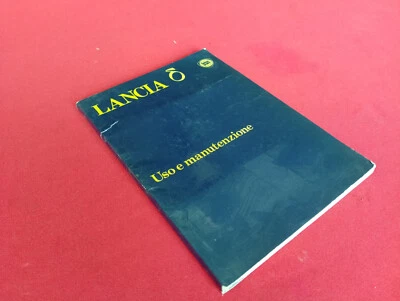 LANCIA δ
Uso e manutenzione